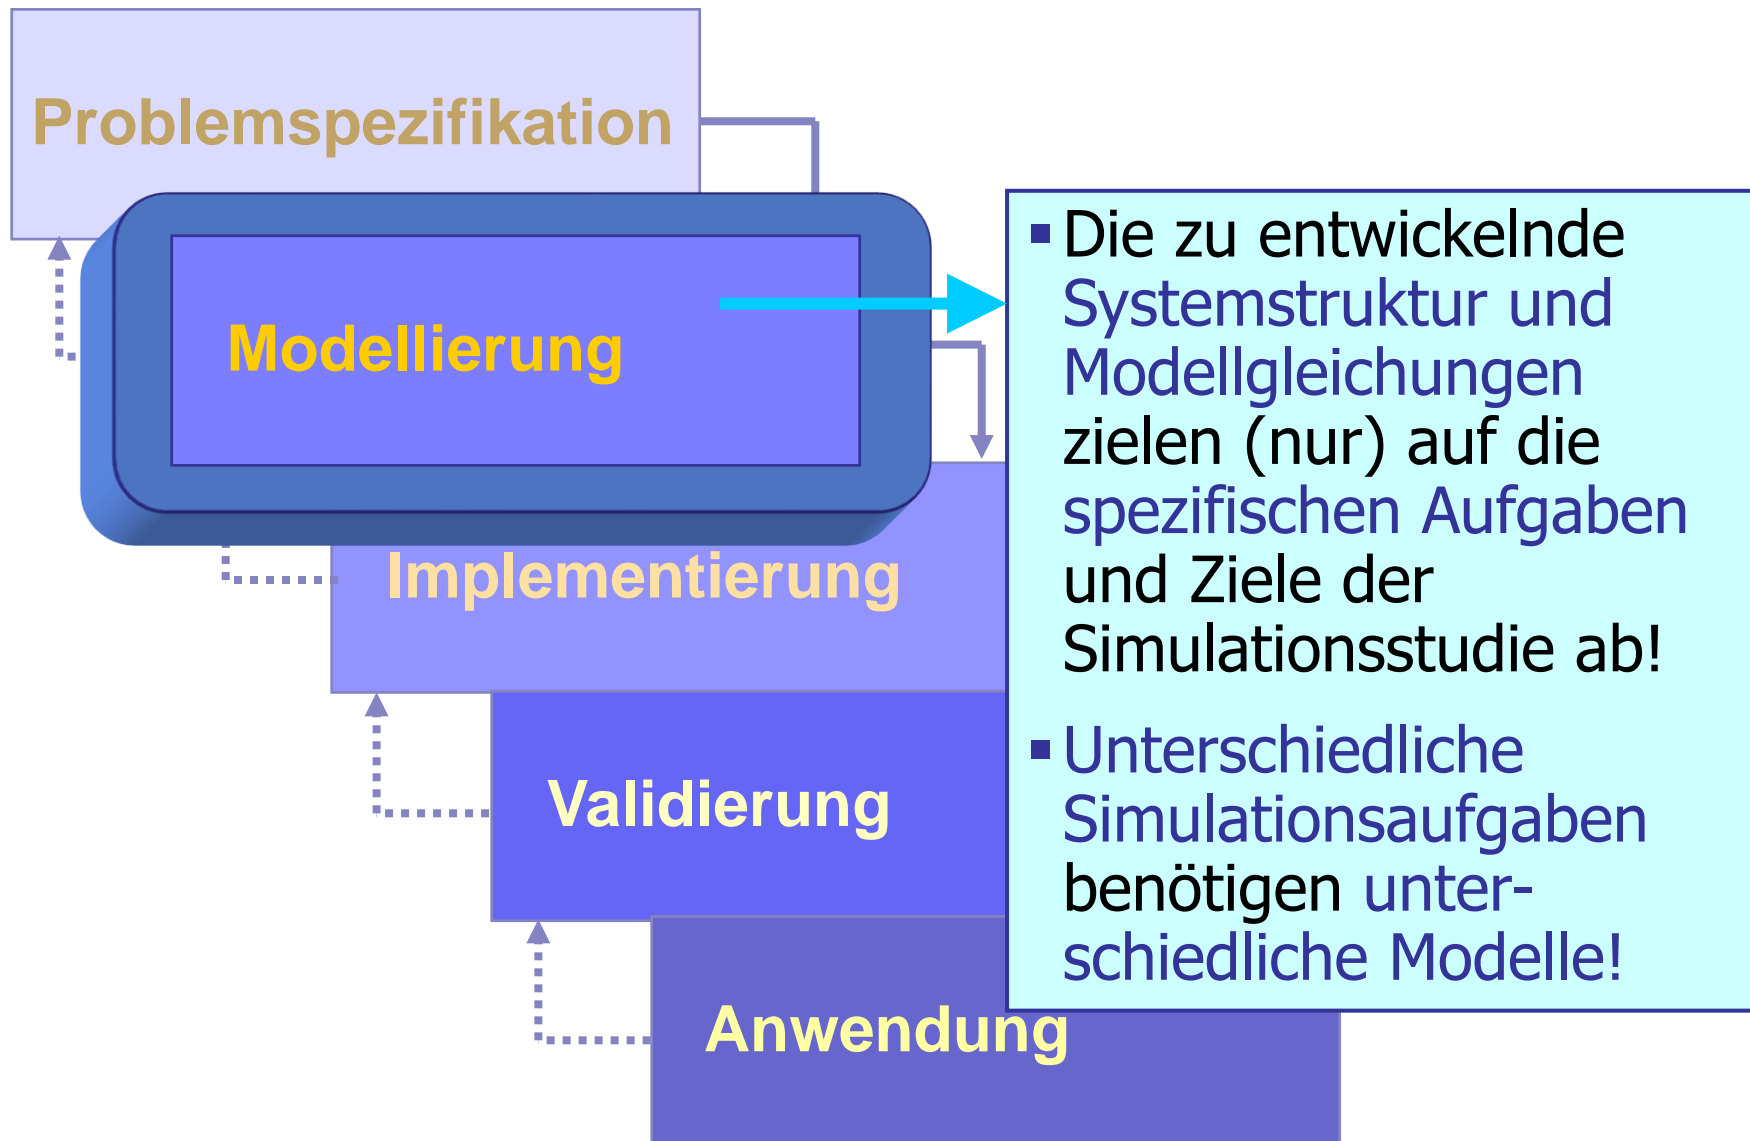 Problemspezifikation
Modellierung
Implementierung
Validierung
Anwendung
Die zu entwickelnde
Systemstruktur und
Modellgleichungen
zielen (nur) auf die
spezifischen Aufgaben
und Ziele der
Simulationsstudie ab!
Unterschiedliche
Simulationsaufgaben
benötigen unter-
schiedliche Modelle!